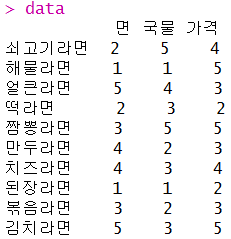 > data
면 국물 가격
쇠고기라면 2 5 4
해물라면 1 1 5
얼큰라면 5 4 3
떡라면 2 3 2
짬뽕라면 3 5 5
만두라면 4 2 3
치즈라면 4 3 4
된장라면 1 1 2
볶음라면 3 2 3
김치라면 5 3 5